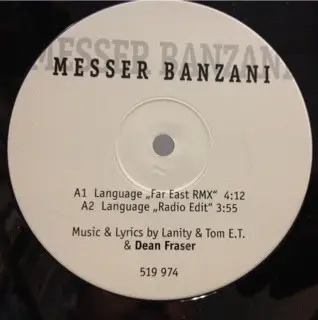 MESSER BANZANI
MESSER BANZANI
A1 Language „Far East RMX“ 4:12
A2 Language „Radio Edit“ 3:55
Music & Lyrics by Lanity & Tom E.T.
& Dean Fraser
519 974